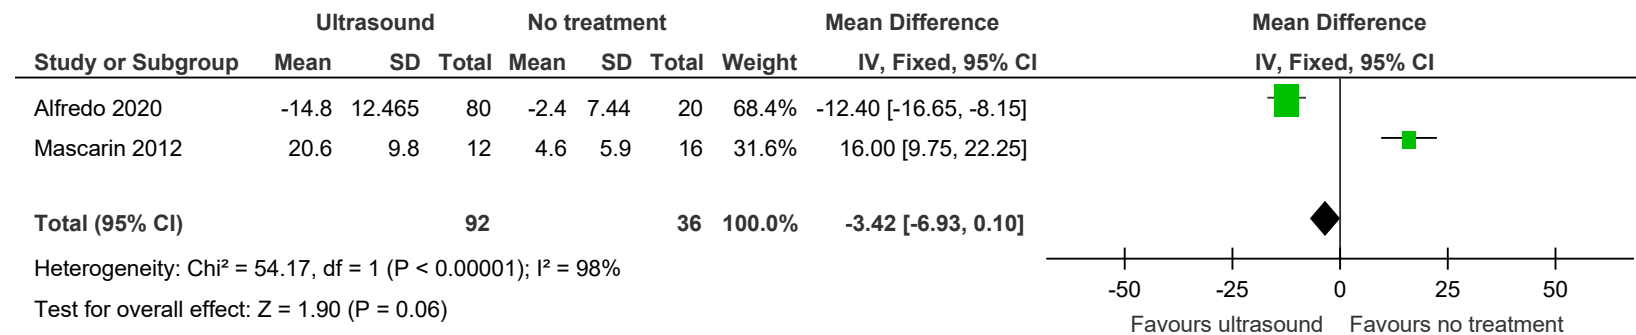 Ultrasound No treatment Mean Difference Mean Difference
Study or Subgroup Mean SD Total Mean SD Total Weight IV, Fixed, 95% CI IV, Fixed, 95% CI
Alfredo 2020 -14.8 12.465 80 -2.4 7.44 20 68.4% -12.40 [-16.65, -8.15]
Mascarin 2012 20.6 9.8 12 4.6 5.9 16 31.6% 16.00 [9.75, 22.25]
Total (95% CI) 92 36 100.0% -3.42 [-6.93, 0.10]
Heterogeneity: Chi² = 54.17, df = 1 (P < 0.00001); I² = 98%
Test for overall effect: Z = 1.90 (P = 0.06)
-50 -25 0 25 50
Favours ultrasound Favours no treatment